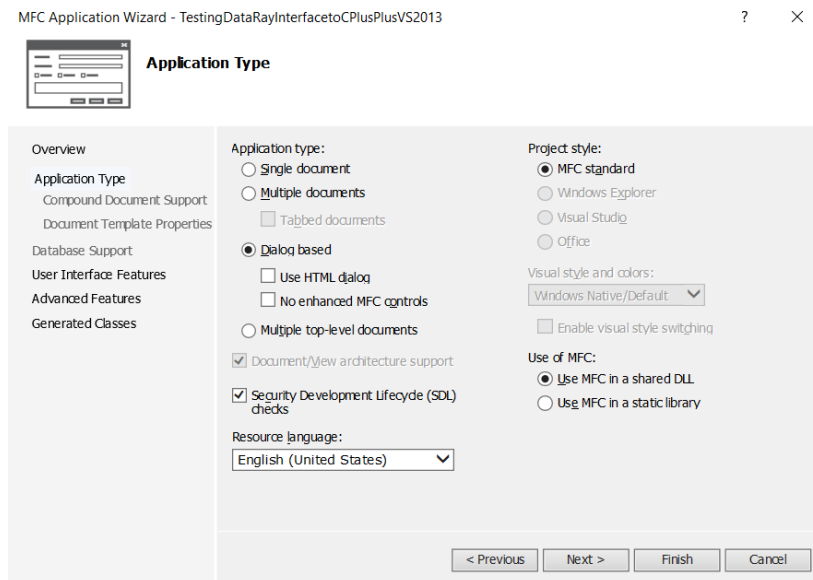 MFC Application Wizard - TestingDataRayInterfacetoCPlusPlusVS2013
?
Application Type
Overview
Application Type
Compound Document Support
Document Template Properties
Database Support
User Interface Features
Advanced Features
Generated Classes
Application type:
Single document
Multiple documents
Tabbed documents
Dialog based
Use HTML dialog
No enhanced MFC controls
Multiple top-level documents
Document/View architecture support
Security Development Lifecycle (SDL)
checks
Resource language:
English (United States)
Project style:
MFC standard
Windows Explorer
Visual Studio
Office
Visual style and colors:
Windows Native/Default
Enable visual style switching
Use of MFC:
Use MFC in a shared DLL
Use MFC in a static library
< Previous
Next >
Finish
Cancel